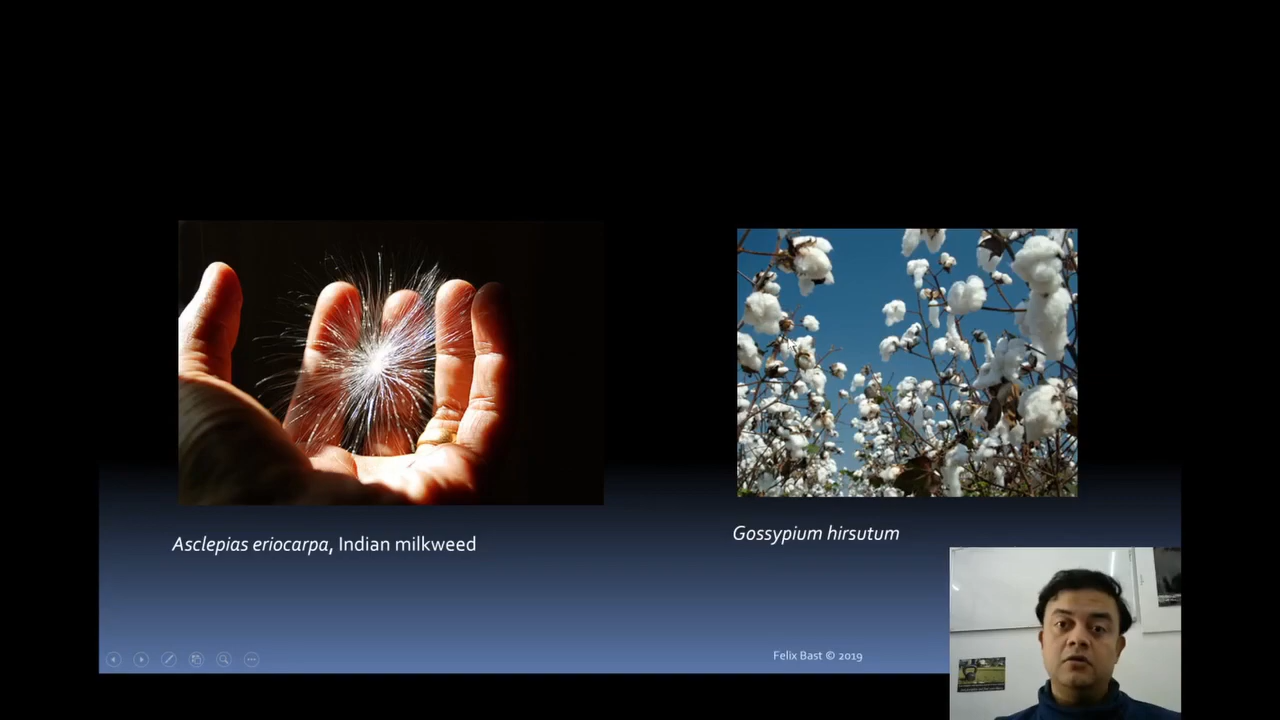 Asclepias eriocarpa, Indian milkweed
Gossypium hirsutum
Felix Bast © 2019